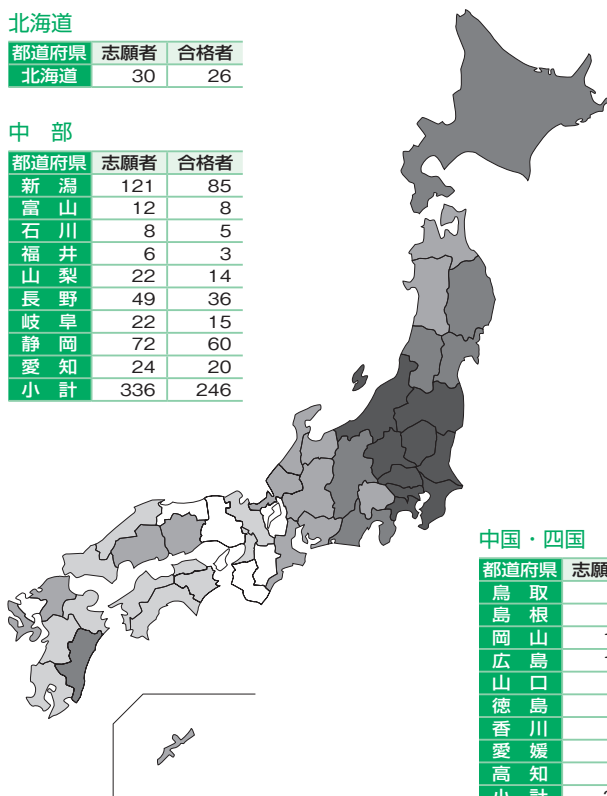 北海道
都道府県 志願者 合格者
北海道 30 26
中 部
都道府県 志願者 合格者
新 潟 121 85
富 山 12 8
石 川 8 5
福 井 6 3
山 梨 22 14
長 野 49 36
岐 阜 22 15
静 岡 72 60
愛 知 24 20
小 計 336 246
中国・四国
都道府県 志願
鳥 取
島 根
岡 山
広 島
山 口
徳 島
香 川
愛 媛
高 知
小 計